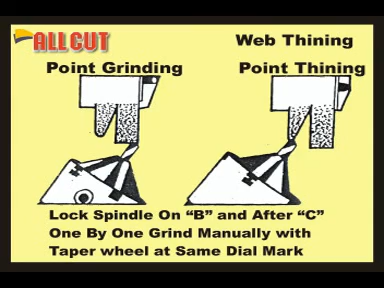 ALL CUT
Web Thining
Point Grinding
Point Thining
Lock Spindle On “B” and After “C”
One By One Grind Manually with
Taper wheel at Same Dial Mark